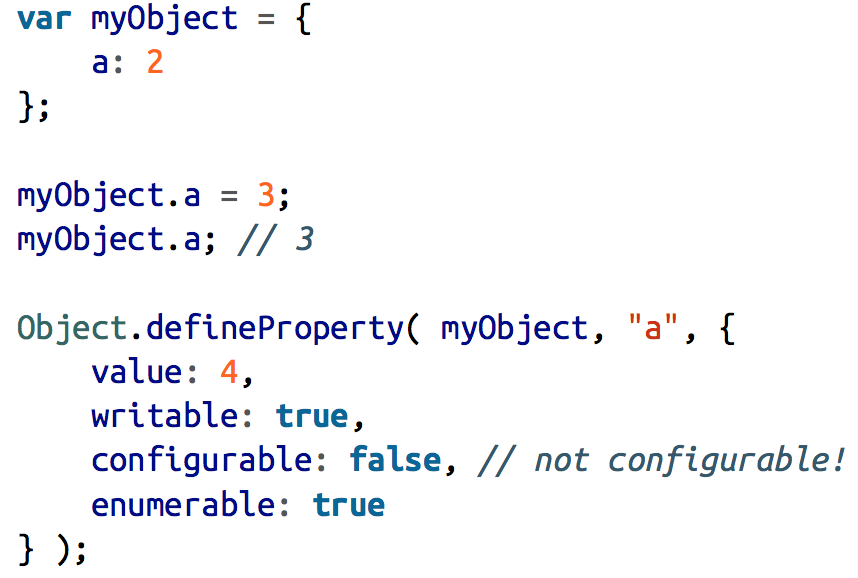 var myObject = {
    a: 2
};

myObject.a = 3;
myObject.a; // 3

Object.defineProperty( myObject, "a", {
    value: 4,
    writable: true,
    configurable: false, // not configurable!
    enumerable: true
} );